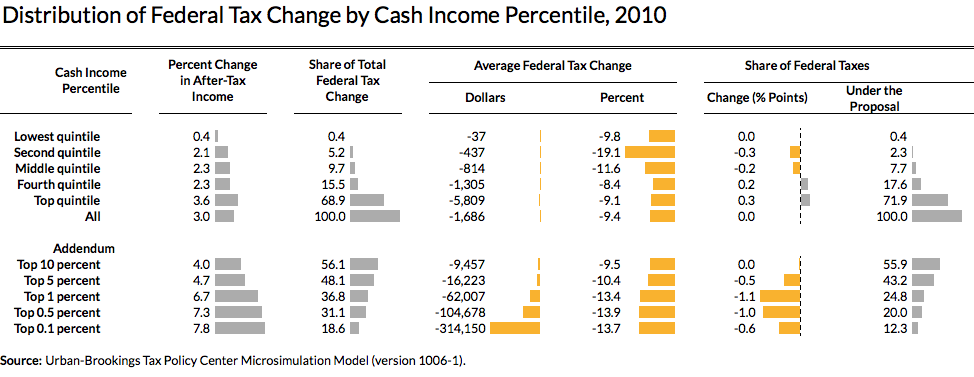 Distribution of Federal Tax Change by Cash Income Percentile, 2010
Cash Income Percentile
Percent Change in After-Tax Income
Share of Total Federal Tax Change
Average Federal Tax Change
Share of Federal Taxes
Dollars
Percent
Change (% Points)
Under the Proposal
Lowest quintile 0.4 0.4 -37 -9.8 0.0 0.4
Second quintile 2.1 5.2 -437 -19.1 -0.3 2.3
Middle quintile 2.3 9.7 -814 -11.6 -0.2 7.7
Fourth quintile 2.3 15.5 -1,305 -8.4 0.2 17.6
Top quintile 3.6 68.9 -5,809 -9.1 0.3 71.9
All 3.0 100.0 -1,686 -9.4 0.0 100.0
Addendum
Top 10 percent 4.0 56.1 -9,457 -9.5 0.0 55.9
Top 5 percent 4.7 48.1 -16,223 -10.4 -0.5 43.2
Top 1 percent 6.7 36.8 -62,007 -13.4 -1.1 24.8
Top 0.5 percent 7.3 31.1 -104,678 -13.9 -1.0 20.0
Top 0.1 percent 7.8 18.6 -314,150 -13.7 -0.6 12.3
Source: Urban-Brookings Tax Policy Center Microsimulation Model (version 1006-1).